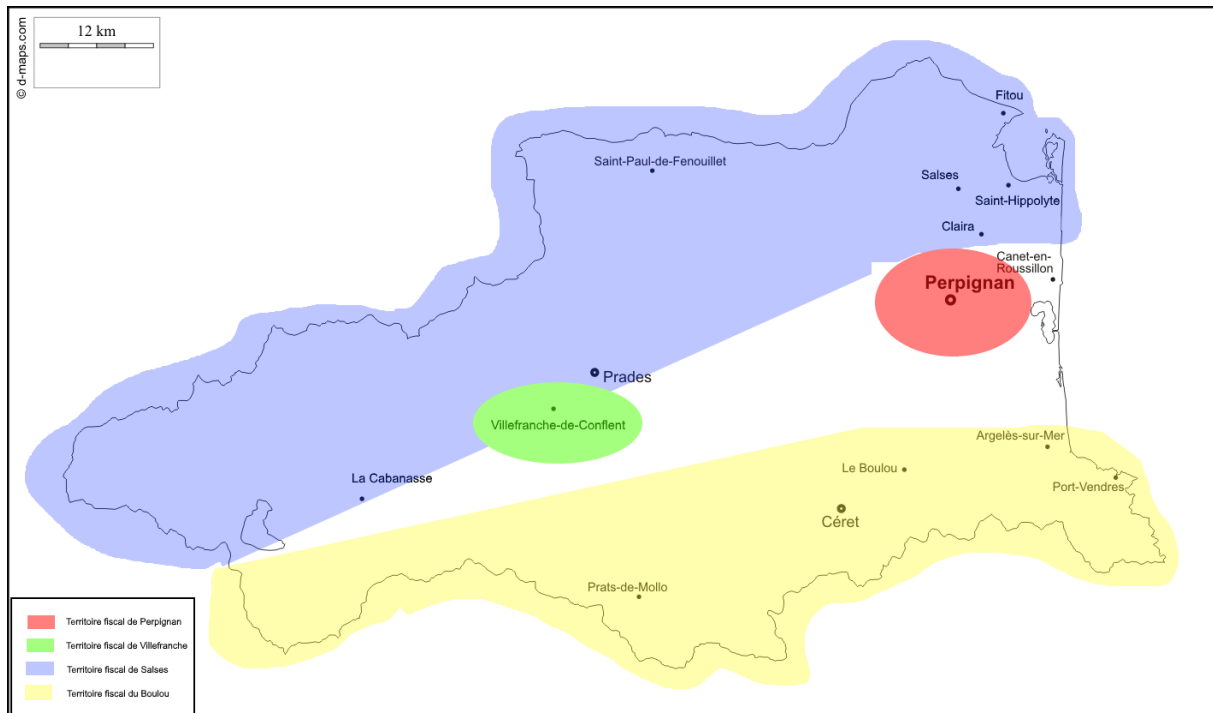 12 km
© d-maps.com
Fitou
Saint-Paul-de-Fenouillet
Salses
Saint-Hippolyte
Claira
Canet-en-
Roussillon
Perpignan
Prades
Villefranche-de-Conflent
Argelès-sur-Mer
Le Boulou
La Cabanasse
Port-Vendres
Céret
Prats-de-Mollo
Territoire fiscal de Perpignan
Territoire fiscal de Villefranche
Territoire fiscal de Salses
Territoire fiscal du Boulou